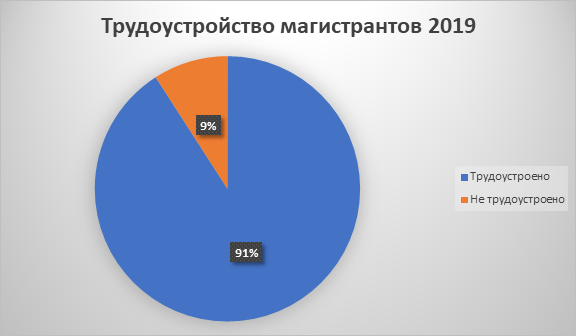 Трудоустройство магистрантов 2019
9%
91%
Трудоустроено
Не трудоустроено